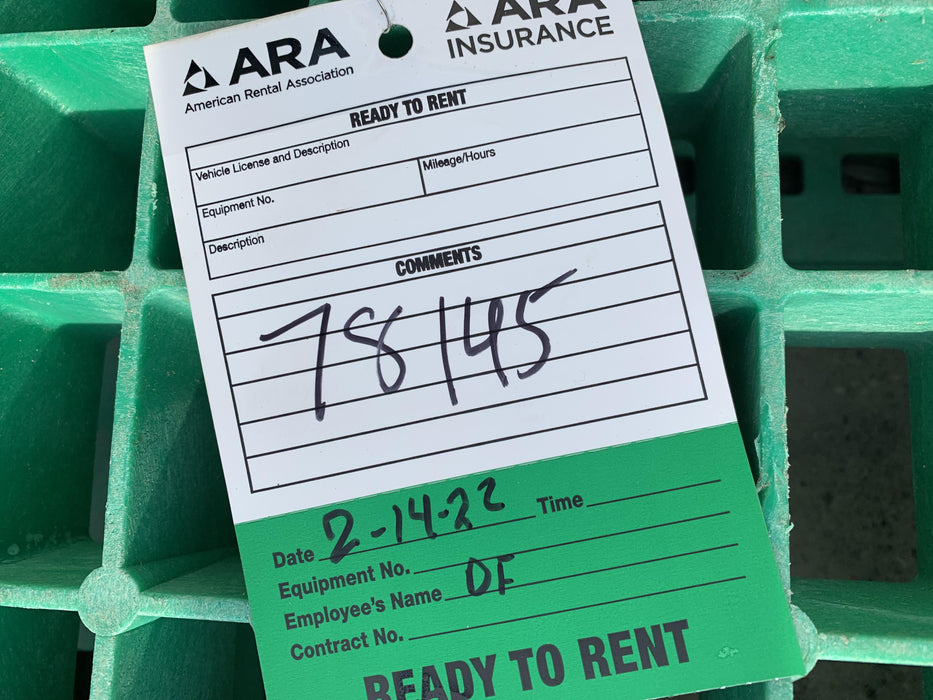 ARA
American Rental Association
ARA
INSURANCE
READY TO RENT
Vehicle License and Description
Equipment No.
Mileage/Hours
Description
COMMENTS
78145
Date 2-14-22 Time
Equipment No.
Employee's Name DF
Contract No.
READY TO RENT